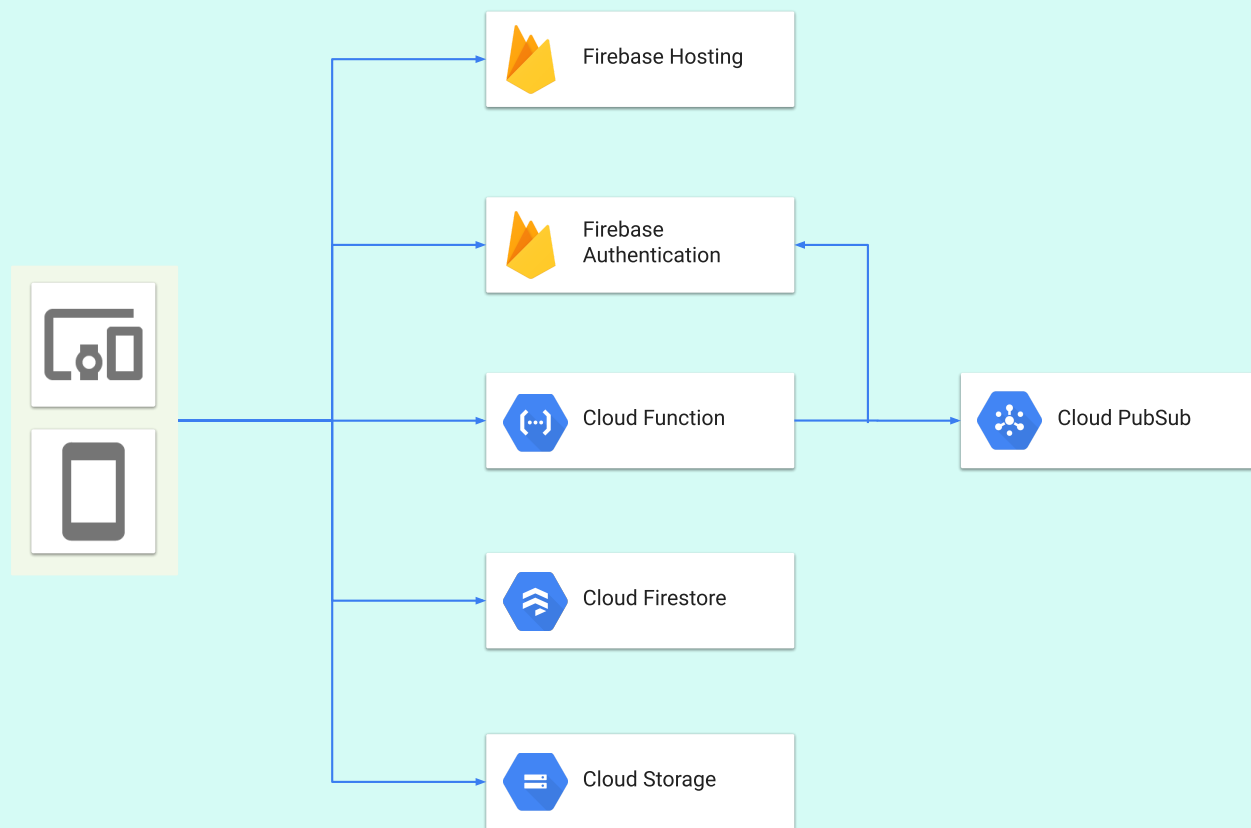 Firebase Hosting
Firebase
Authentication
Cloud Function
Cloud PubSub
Cloud Firestore
Cloud Storage